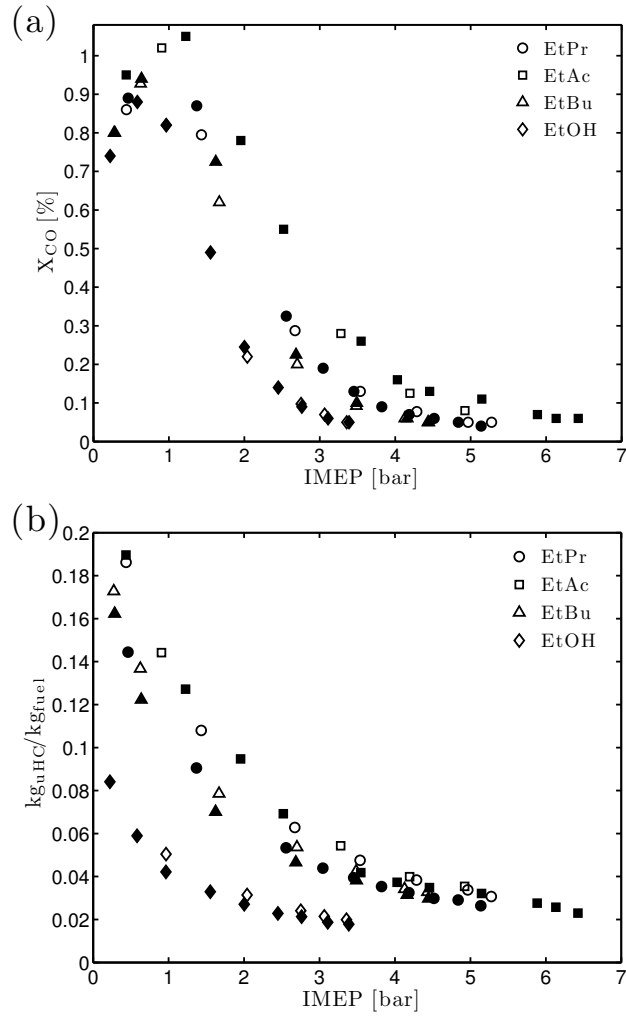 (a)
1
0.9
0.8
0.7
0.6
0.5
0.4
0.3
0.2
0.1
0
X_CO [%]
EtPr
EtAc
EtBu
EtOH
0 1 2 3 4 5 6 7
IMEP [bar]
(b)
0.2
0.18
0.16
0.14
0.12
0.1
0.08
0.06
0.04
0.02
0
kg_uHC/kg_fuel
EtPr
EtAc
EtBu
EtOH
0 1 2 3 4 5 6 7
IMEP [bar]